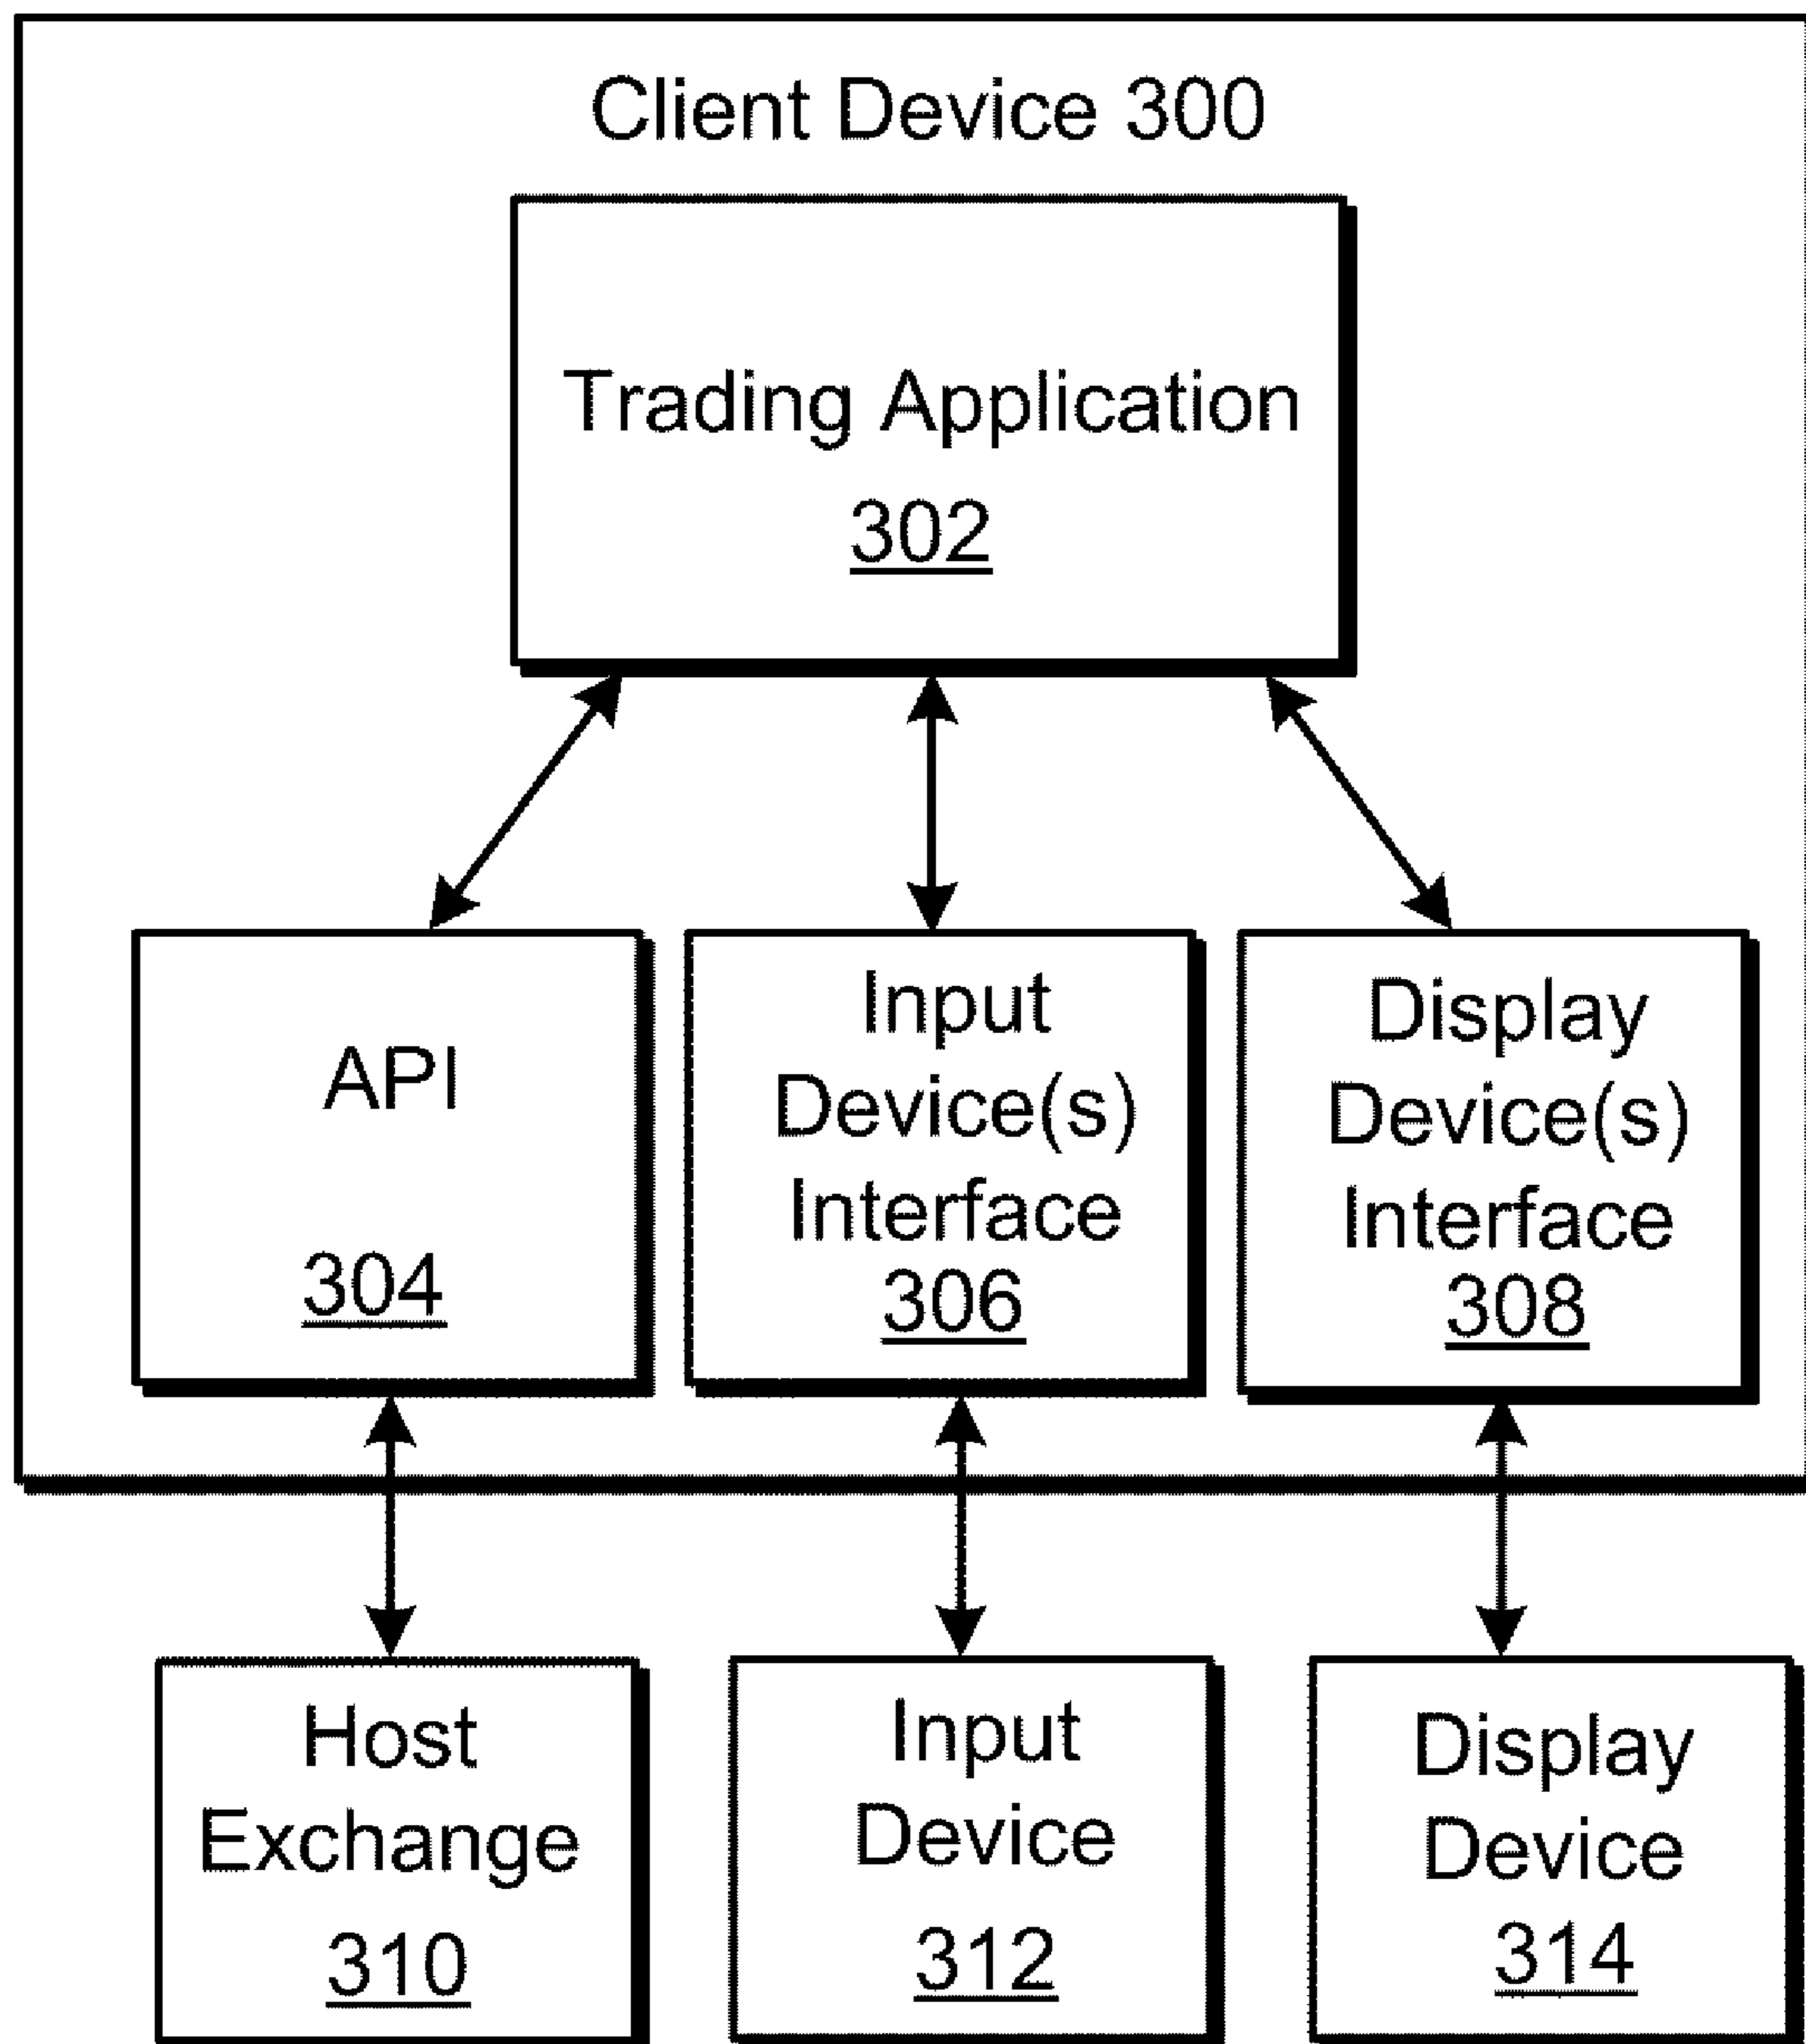 Client Device 300
Trading Application
302
API
304
Input
Device(s)
Interface
306
Display
Device(s)
Interface
308
Host
Exchange
310
Input
Device
312
Display
Device
314